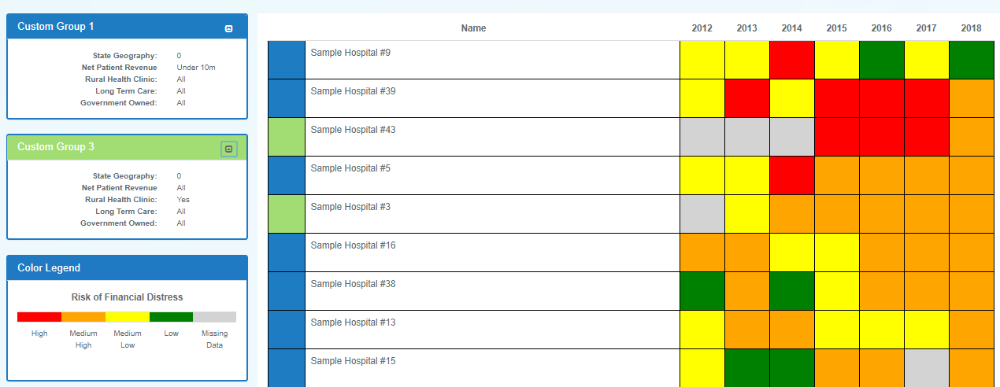 Custom Group 1
State Geography: 0
Net Patient Revenue Under 10m
Rural Health Clinic: All
Long Term Care: All
Government Owned: All
Custom Group 3
State Geography: 0
Net Patient Revenue All
Rural Health Clinic: Yes
Long Term Care: All
Government Owned: All
Color Legend
Risk of Financial Distress
High Medium High Medium Low Low Missing Data
Name 2012 2013 2014 2015 2016 2017 2018
Sample Hospital #9
Sample Hospital #39
Sample Hospital #43
Sample Hospital #5
Sample Hospital #3
Sample Hospital #16
Sample Hospital #38
Sample Hospital #13
Sample Hospital #15